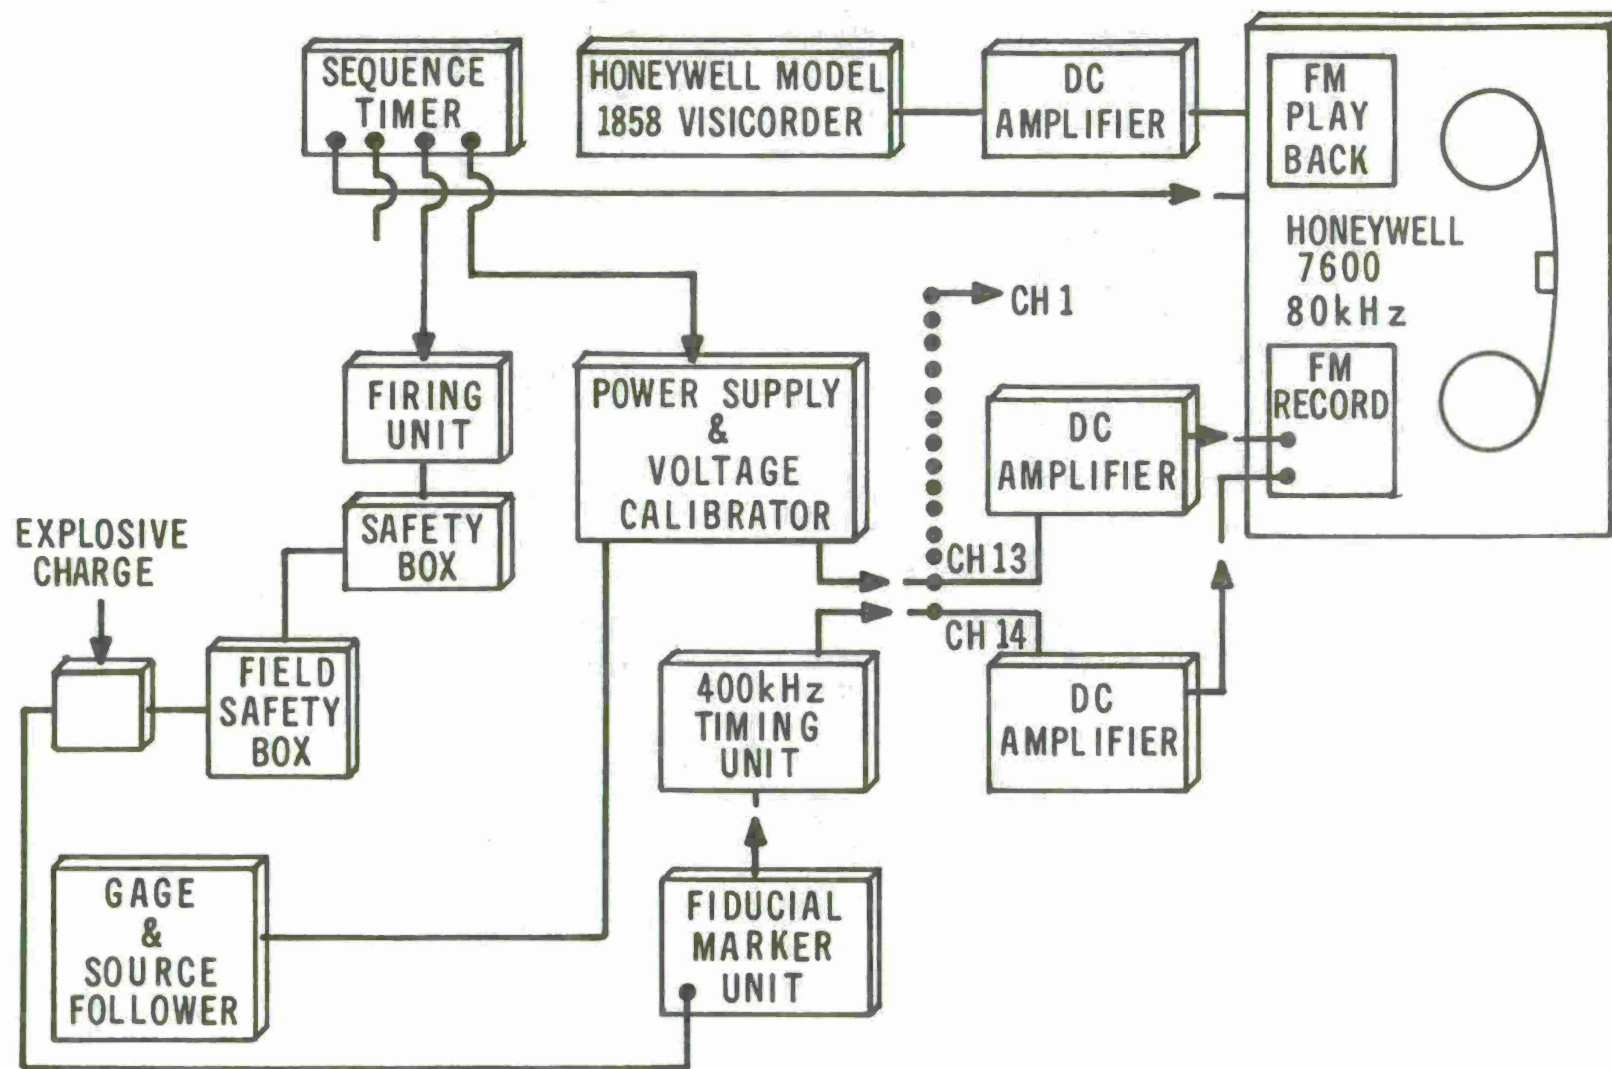 SEQUENCE
TIMER
HONEYWELL MODEL
1858 VISICORDER
DC
AMPLIFIER
FM
PLAY
BACK
HONEYWELL
7600
80kHz
FM
RECORD
CH 1
FIRING
UNIT
POWER SUPPLY
&
VOLTAGE
CALIBRATOR
DC
AMPLIFIER
SAFETY
BOX
EXPLOSIVE
CHARGE
CH 13
CH 14
FIELD
SAFETY
BOX
400kHz
TIMING
UNIT
DC
AMPLIFIER
GAGE
&
SOURCE
FOLLOWER
FIDUCIAL
MARKER
UNIT